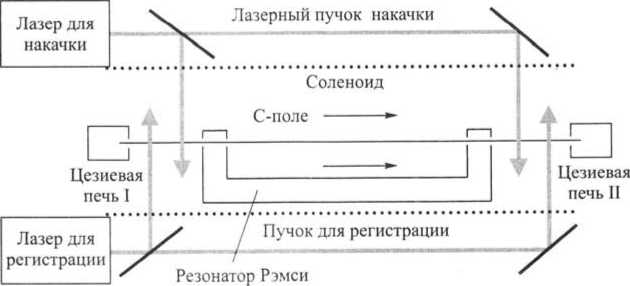 Лазер для
накачки
Лазерный пучок накачки
Соленоид
С-поле
Цезиевая
печь I
Цезиевая
печь II
Лазер для
регистрации
Пучок для регистрации
Резонатор Рэмси